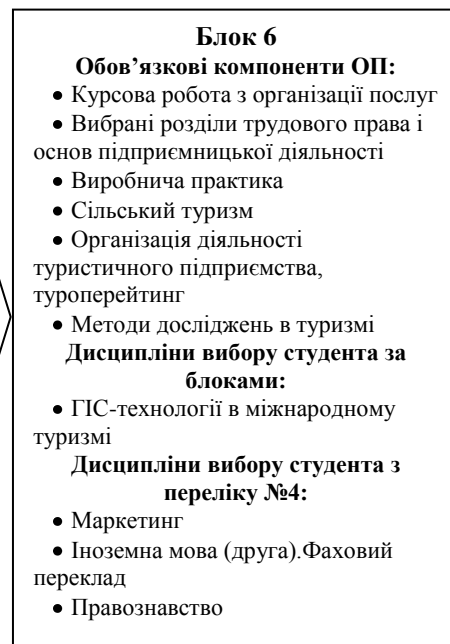 Блок 6
Обов’язкові компоненти ОП:
• Курсова робота з організації послуг
• Вибрані розділи трудового права і
основ підприємницької діяльності
• Виробнича практика
• Сільський туризм
• Організація діяльності
туристичного підприємства,
туроперейтинг
• Методи досліджень в туризмі
Дисципліни вибору студента за
блоками:
• ГІС-технології в міжнародному
туризмі
Дисципліни вибору студента з
переліку №4:
• Маркетинг
• Іноземна мова (друга).Фаховий
переклад
• Правознавство